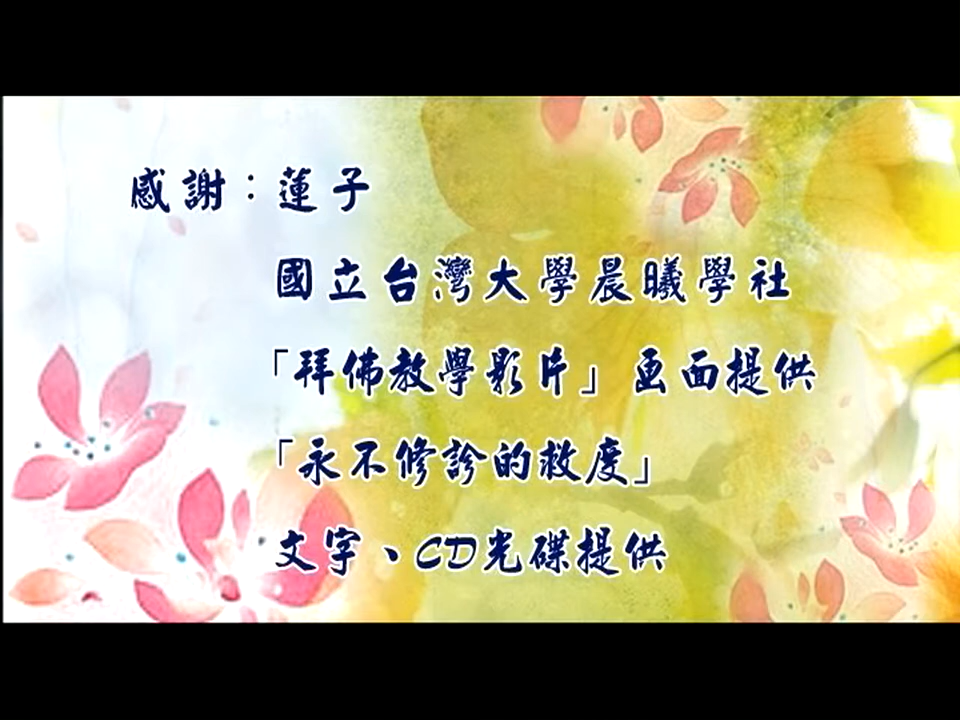 感謝：蓮子
國立台灣大學晨曦學社
「拜佛教學影片」畫面提供
「永不修診的救度」
文字、CD光碟提供